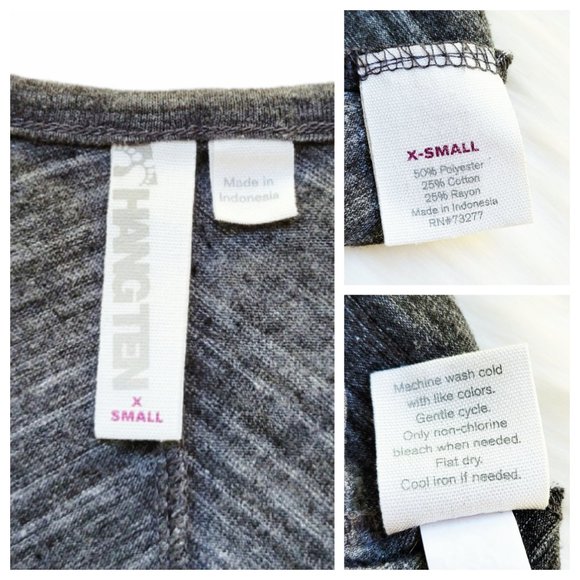 HANGTEN
X
SMALL
Made in
Indonesia
X-SMALL
50% Polyester
25% Cotton
25% Rayon
Made in Indonesia
RN#73277
Machine wash cold
with like colors.
Gentle cycle.
Only non-chlorine
bleach when needed.
Flat dry.
Cool iron if needed.